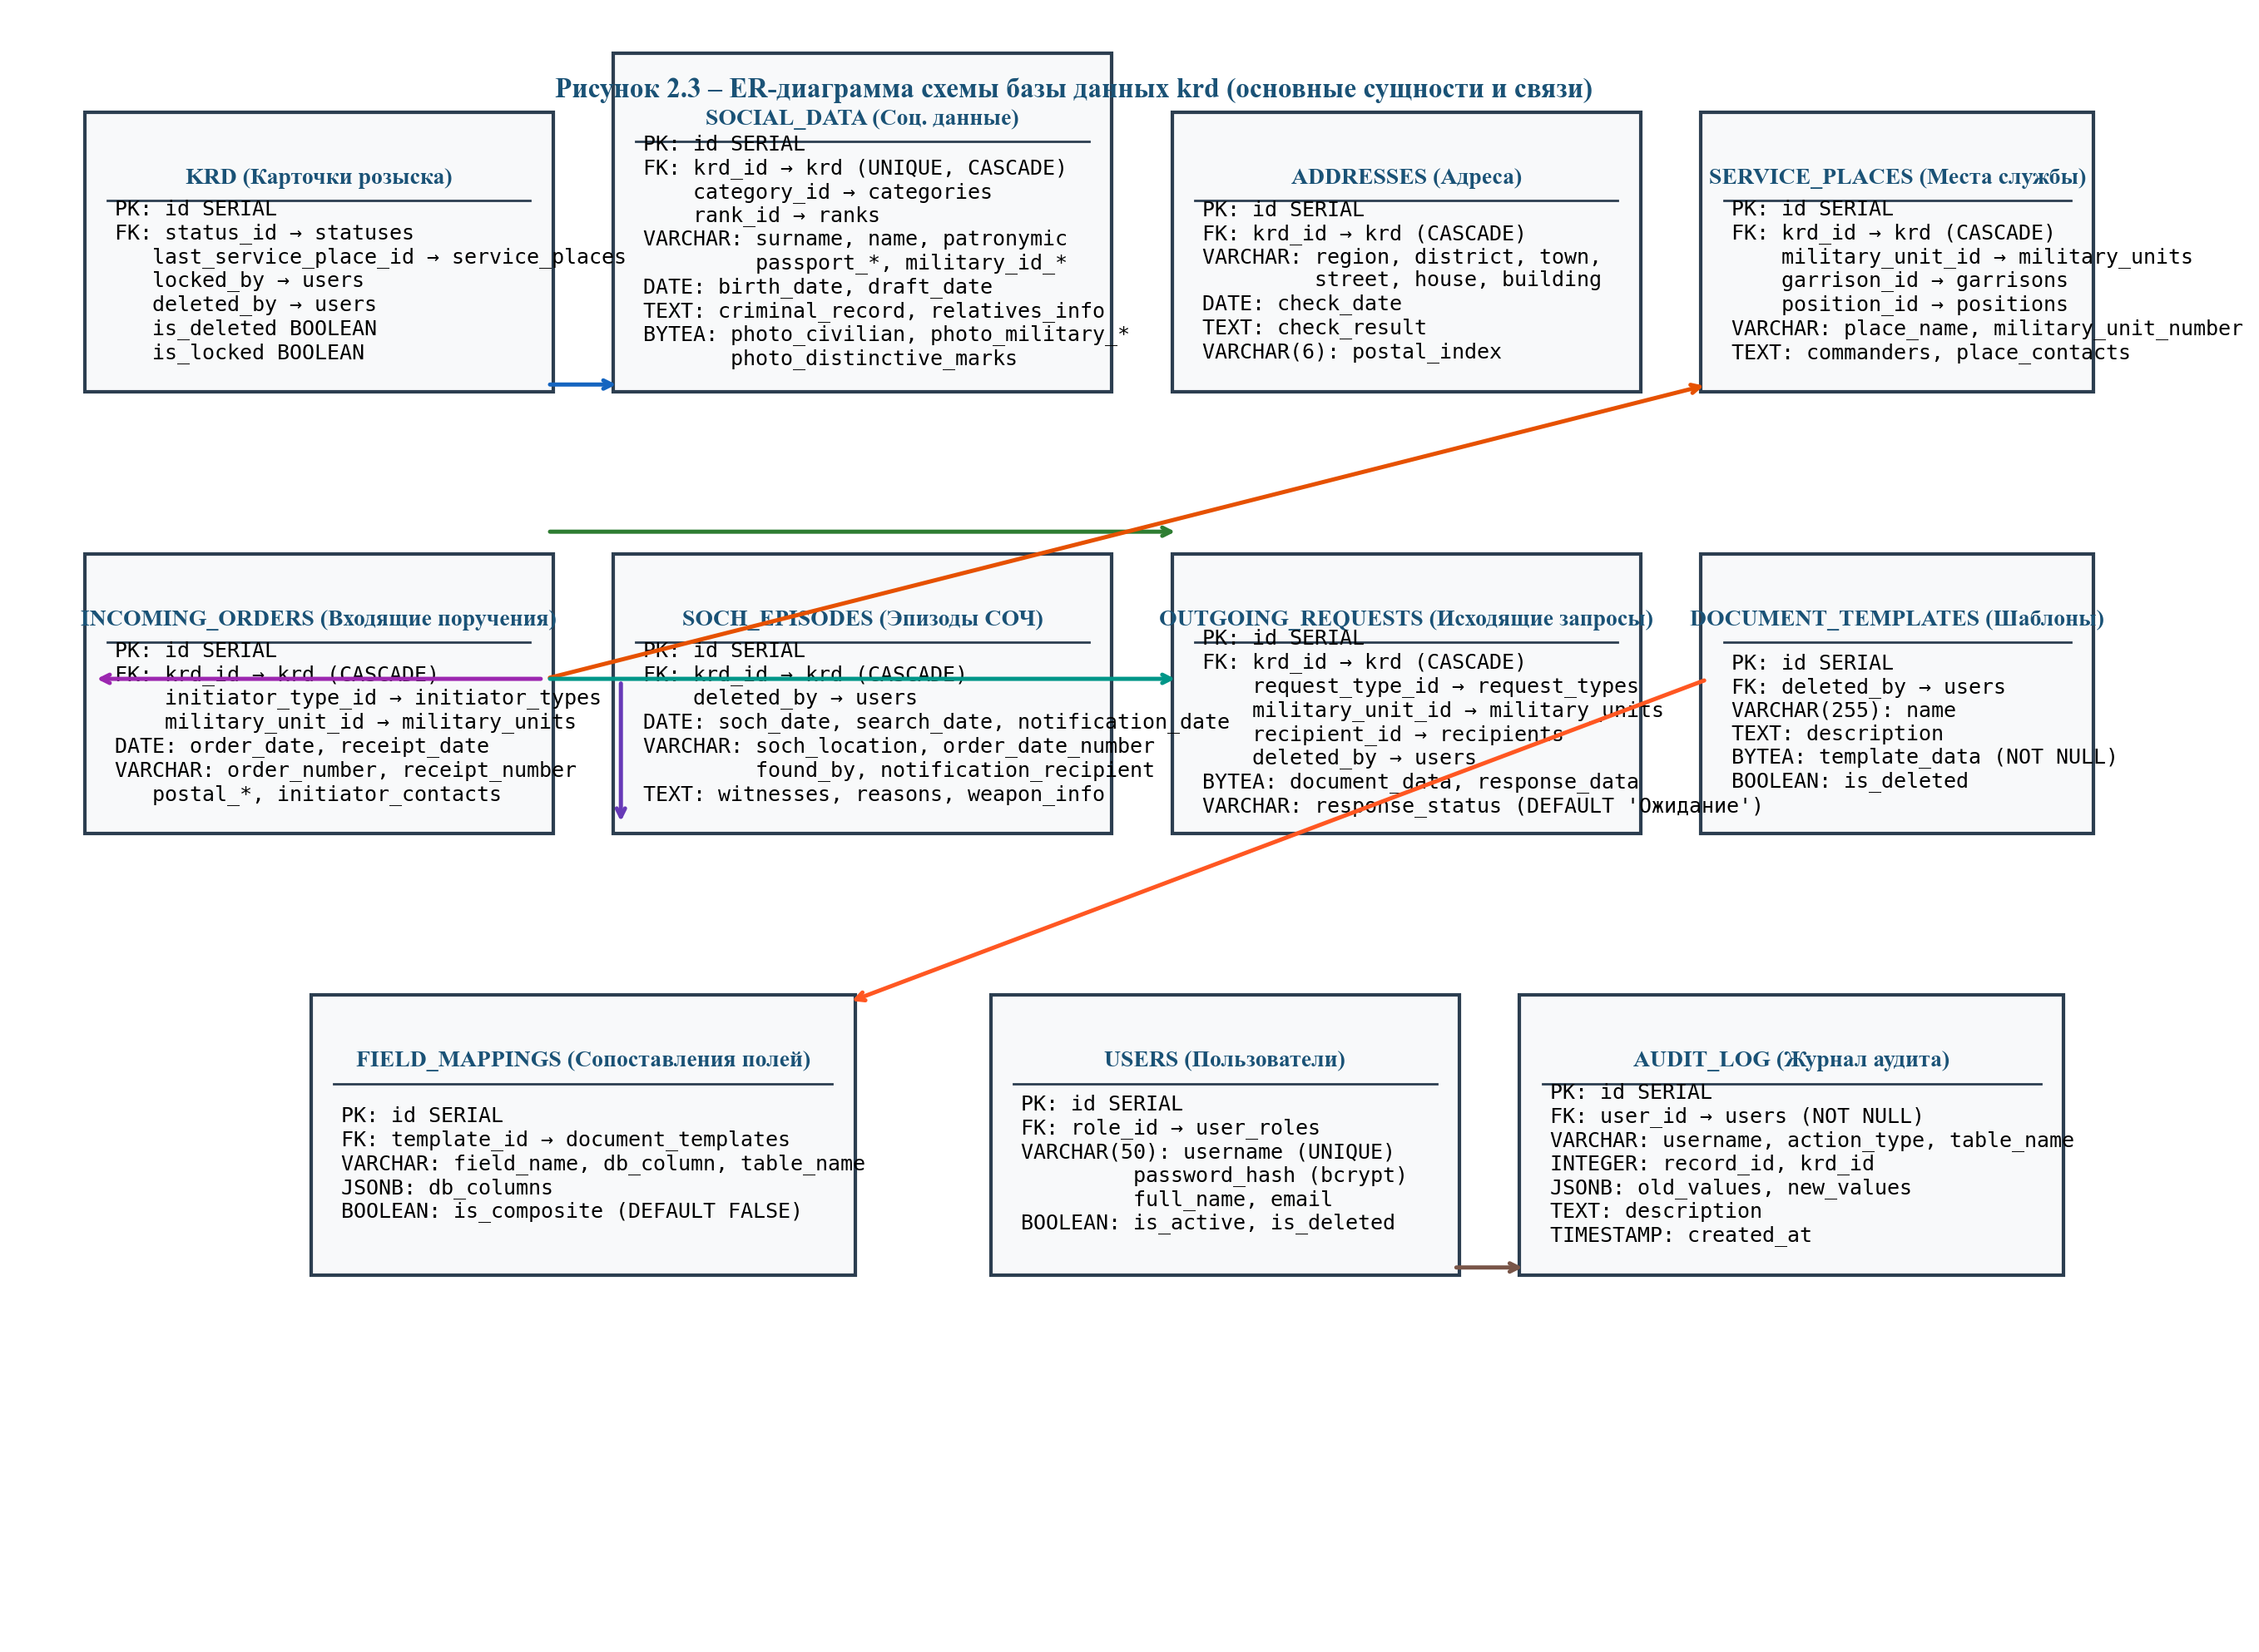 Рисунок 2.3 – ER-диаграмма схемы базы данных krd (основные сущности и связи)
KRD (Карточки розыска)
PK: id SERIAL
FK: status_id → statuses
last_service_place_id → service_places
locked_by → users
deleted_by → users
is_deleted BOOLEAN
is_locked BOOLEAN
SOCIAL_DATA (Соц. данные)
PK: id SERIAL
FK: krd_id → krd (UNIQUE, CASCADE)
category_id → categories
rank_id → ranks
VARCHAR: surname, name, patronymic
passport_*, military_id_*
DATE: birth_date, draft_date
TEXT: criminal_record, relatives_info
BYTEA: photo_civilian, photo_military_*
photo_distinctive_marks
ADDRESSES (Адреса)
PK: id SERIAL
FK: krd_id → krd (CASCADE)
VARCHAR: region, district, town,
street, house, building
DATE: check_date
TEXT: check_result
VARCHAR(6): postal_index
SERVICE_PLACES (Места службы)
PK: id SERIAL
FK: krd_id → krd (CASCADE)
military_unit_id → military_units
garrison_id → garrisons
position_id → positions
VARCHAR: place_name, military_unit_number
TEXT: commanders, place_contacts
INCOMING_ORDERS (Входящие поручения)
PK: id SERIAL
FK: krd_id → krd (CASCADE)
initiator_type_id → initiator_types
military_unit_id → military_units
DATE: order_date, receipt_date
VARCHAR: order_number, receipt_number
postal_*, initiator_contacts
SOCH_EPISODES (Эпизоды СОЧ)
PK: id SERIAL
FK: krd_id → krd (CASCADE)
deleted_by → users
DATE: soch_date, search_date, notification_date
VARCHAR: soch_location, order_date_number
found_by, notification_recipient
TEXT: witnesses, reasons, weapon_info
OUTGOING_REQUESTS (Исходящие запросы)
PK: id SERIAL
FK: krd_id → krd (CASCADE)
request_type_id → request_types
military_unit_id → military_units
recipient_id → recipients
deleted_by → users
BYTEA: document_data, response_data
VARCHAR: response_status (DEFAULT 'Ожидание')
DOCUMENT_TEMPLATES (Шаблоны)
PK: id SERIAL
FK: deleted_by → users
VARCHAR(255): name
TEXT: description
BYTEA: template_data (NOT NULL)
BOOLEAN: is_deleted
FIELD_MAPPINGS (Сопоставления полей)
PK: id SERIAL
FK: template_id → document_templates
VARCHAR: field_name, db_column, table_name
JSONB: db_columns
BOOLEAN: is_composite (DEFAULT FALSE)
USERS (Пользователи)
PK: id SERIAL
FK: role_id → user_roles
VARCHAR(50): username (UNIQUE)
password_hash (bcrypt)
full_name, email
BOOLEAN: is_active, is_deleted
AUDIT_LOG (Журнал аудита)
PK: id SERIAL
FK: user_id → users (NOT NULL)
VARCHAR: username, action_type, table_name
INTEGER: record_id, krd_id
JSONB: old_values, new_values
TEXT: description
TIMESTAMP: created_at